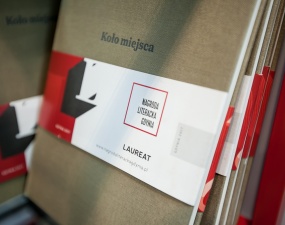 Koło miejsca
NAGRODA
LITERACKA
GDYNIA
LAUREAT